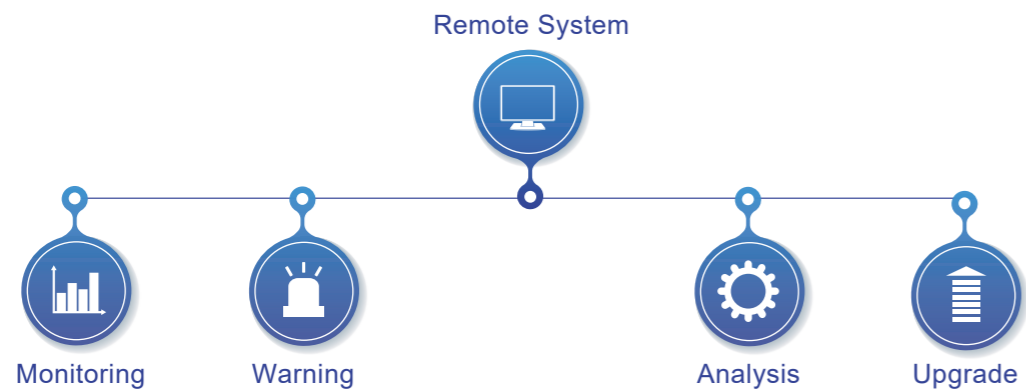 Remote System
Monitoring
Warning
Analysis
Upgrade